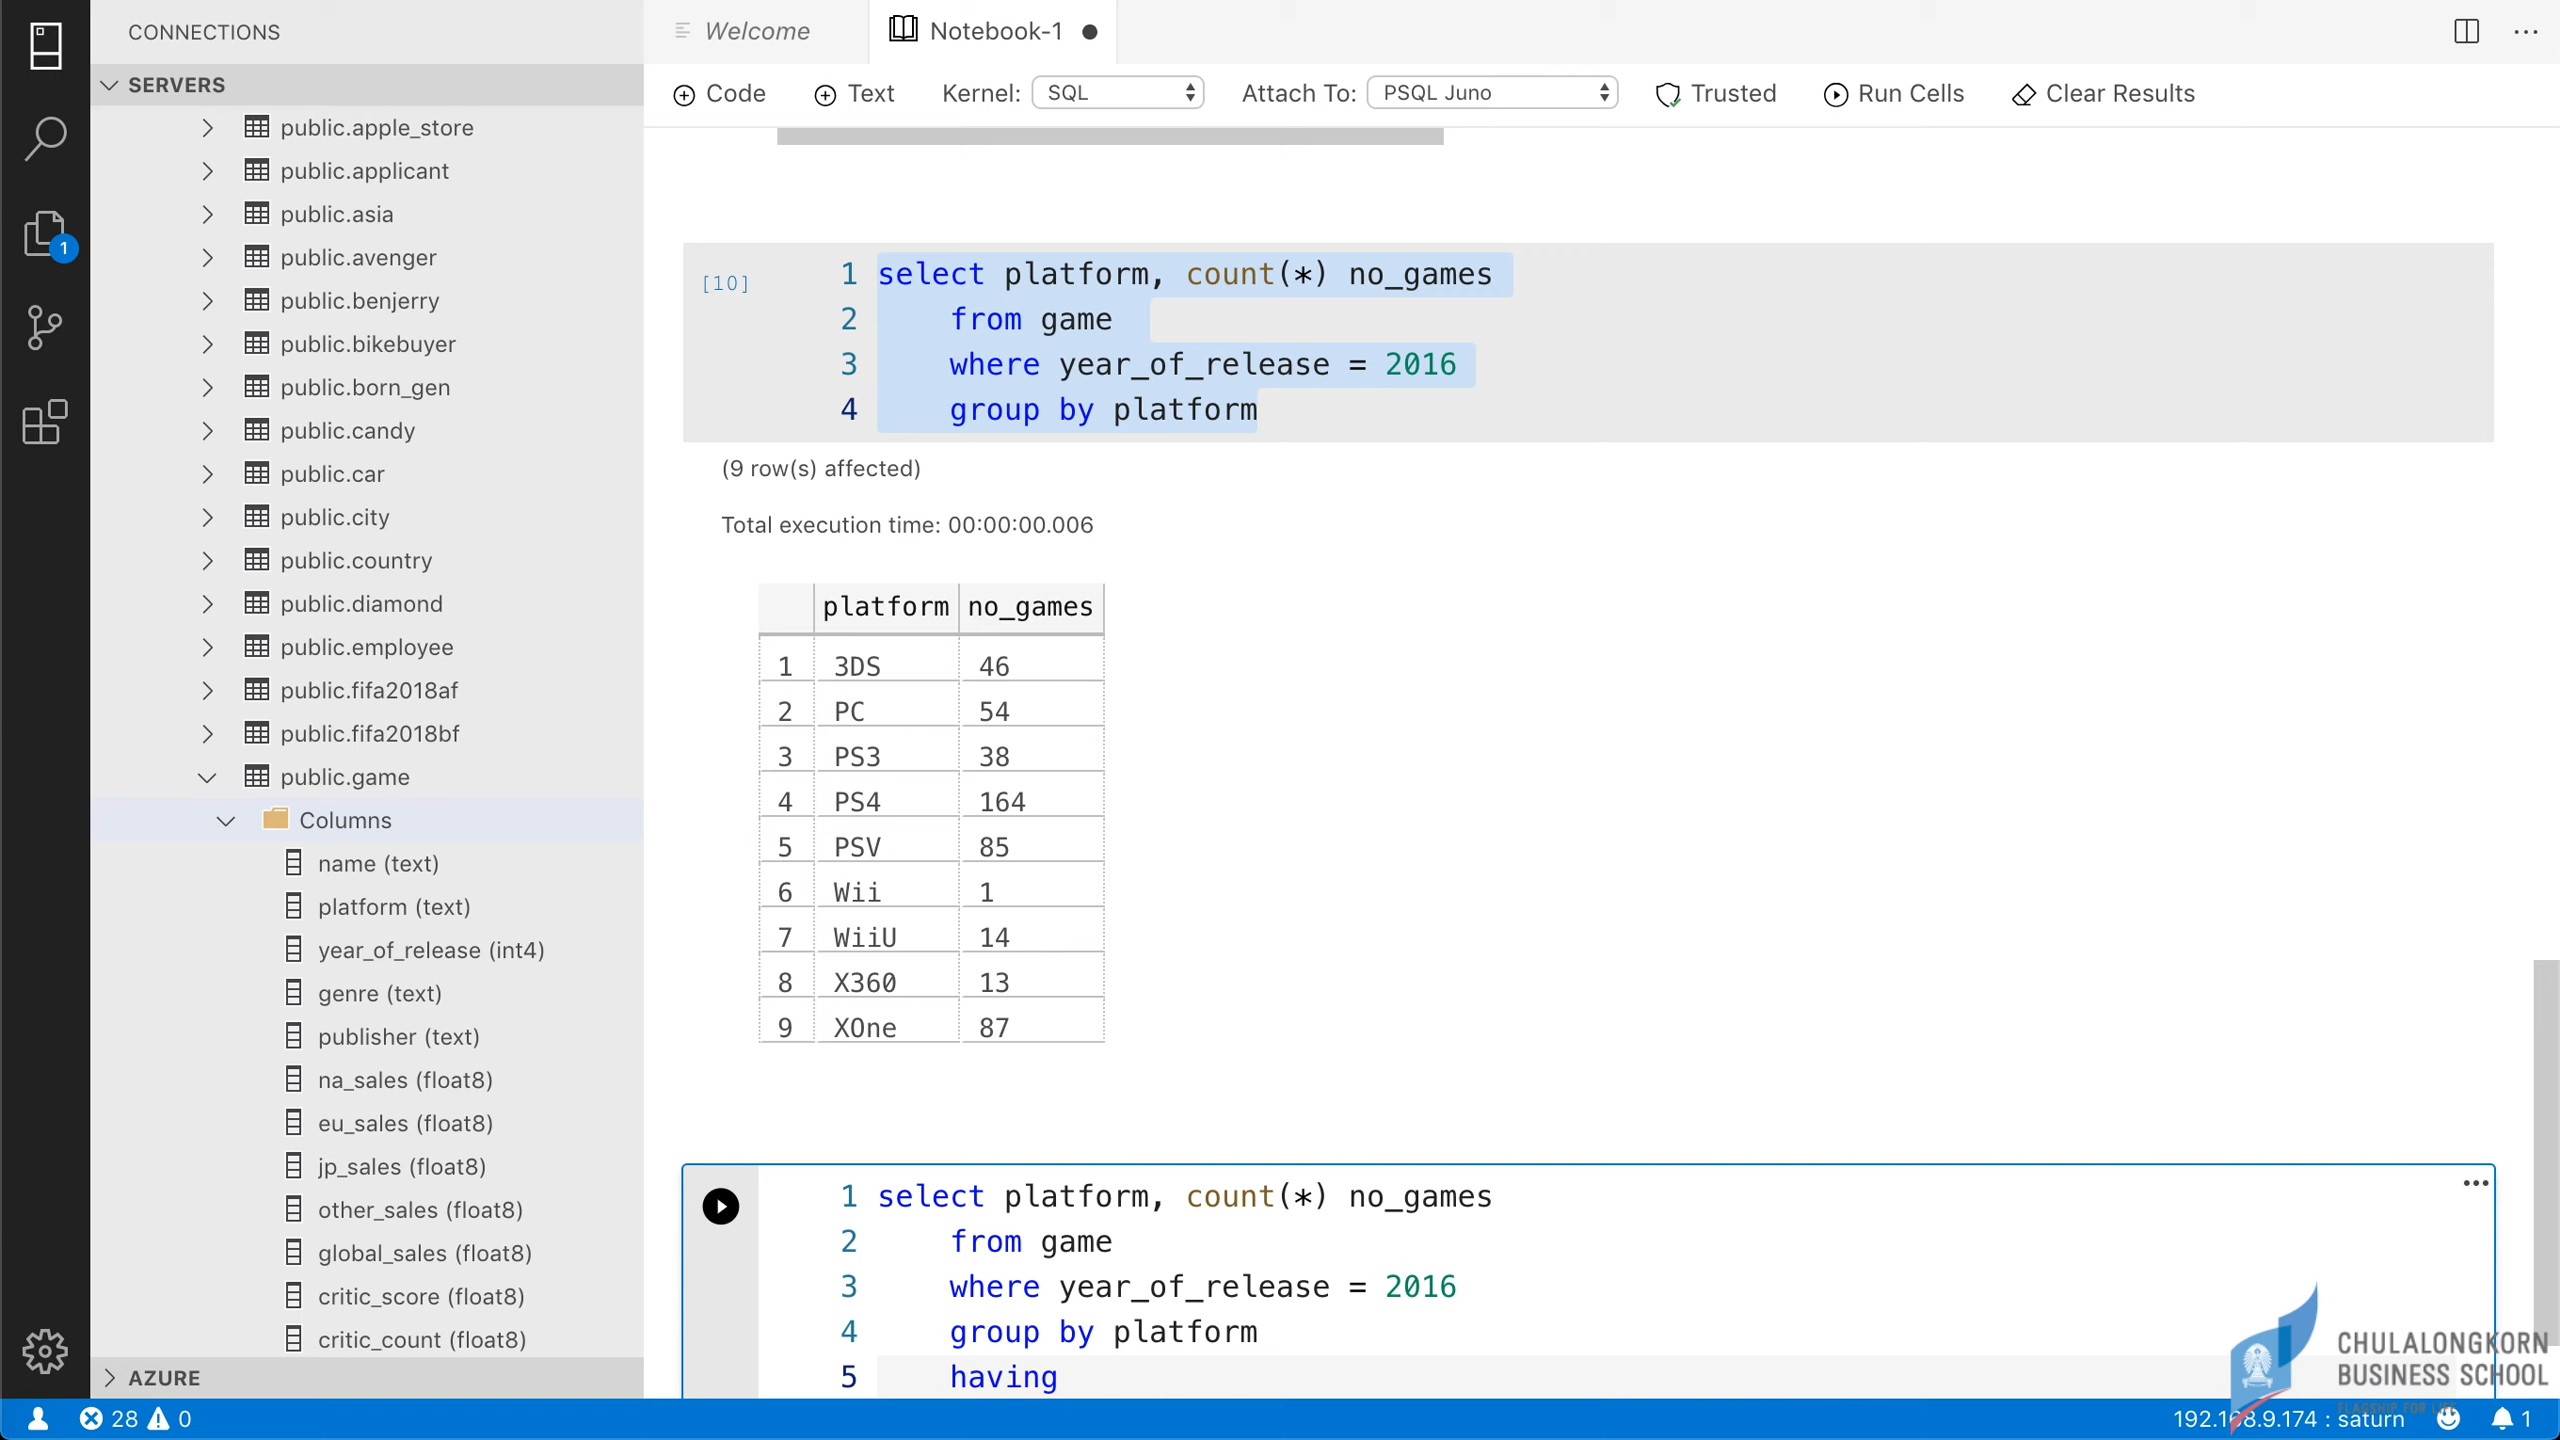 CONNECTIONS
SERVERS
public.apple_store
public.applicant
public.asia
public.avenger
public.benjerry
public.bikebuyer
public.born_gen
public.candy
public.car
public.city
public.country
public.diamond
public.employee
public.fifa2018af
public.fifa2018bf
public.game
Columns
name (text)
platform (text)
year_of_release (int4)
genre (text)
publisher (text)
na_sales (float8)
eu_sales (float8)
jp_sales (float8)
other_sales (float8)
global_sales (float8)
critic_score (float8)
critic_count (float8)
AZURE
1
Welcome
Notebook-1
Code Text Kernel: SQL Attach To: PSQL Juno Trusted Run Cells Clear Results
[10]
1 select platform, count(*) no_games
2 from game
3 where year_of_release = 2016
4 group by platform
(9 row(s) affected)
Total execution time: 00:00:00.006
platform no_games
1 3DS 46
2 PC 54
3 PS3 38
4 PS4 164
5 PSV 85
6 Wii 1
7 WiiU 14
8 X360 13
9 XOne 87
1 select platform, count(*) no_games
2 from game
3 where year_of_release = 2016
4 group by platform
5 having
CHULALONGKORN
BUSINESS SCHOOL
FLAGSHIP FOR LIFE
28 0
192.168.9.174 : saturn
1